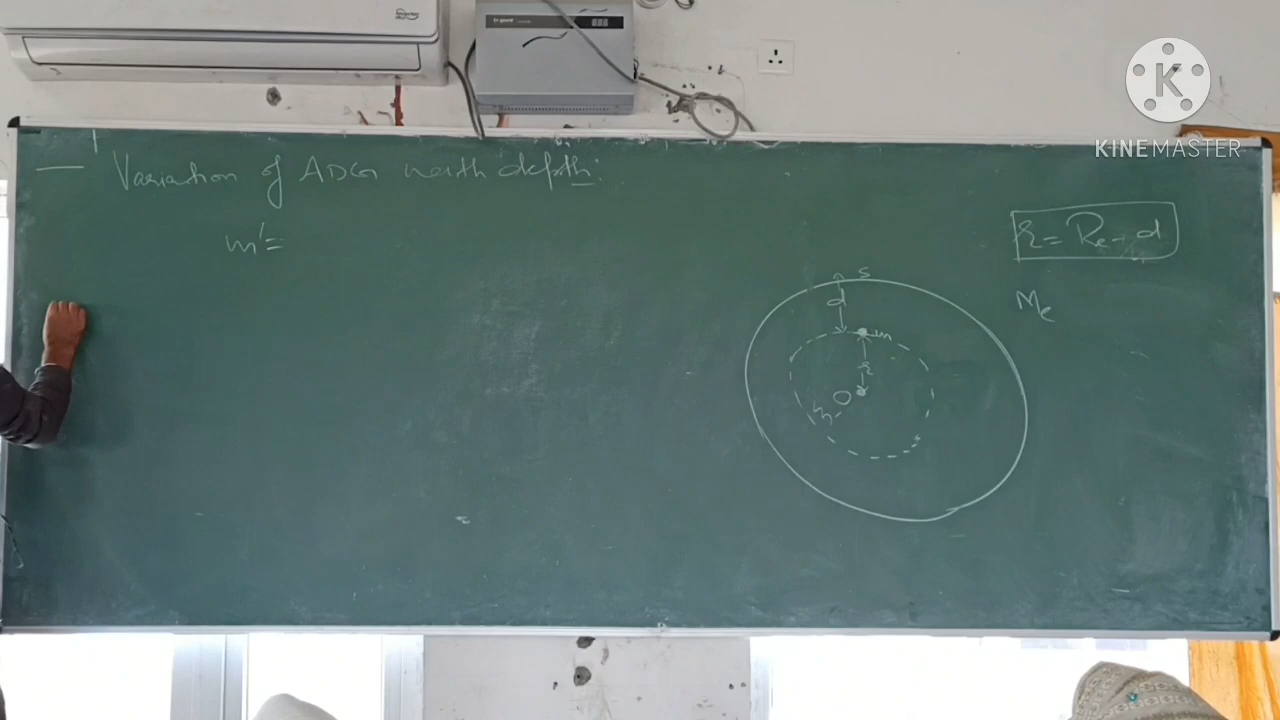 Variation of ADG with depth:
m' =
r = Re - d
Me
S
d
m
r
O
KINEMASTER
K